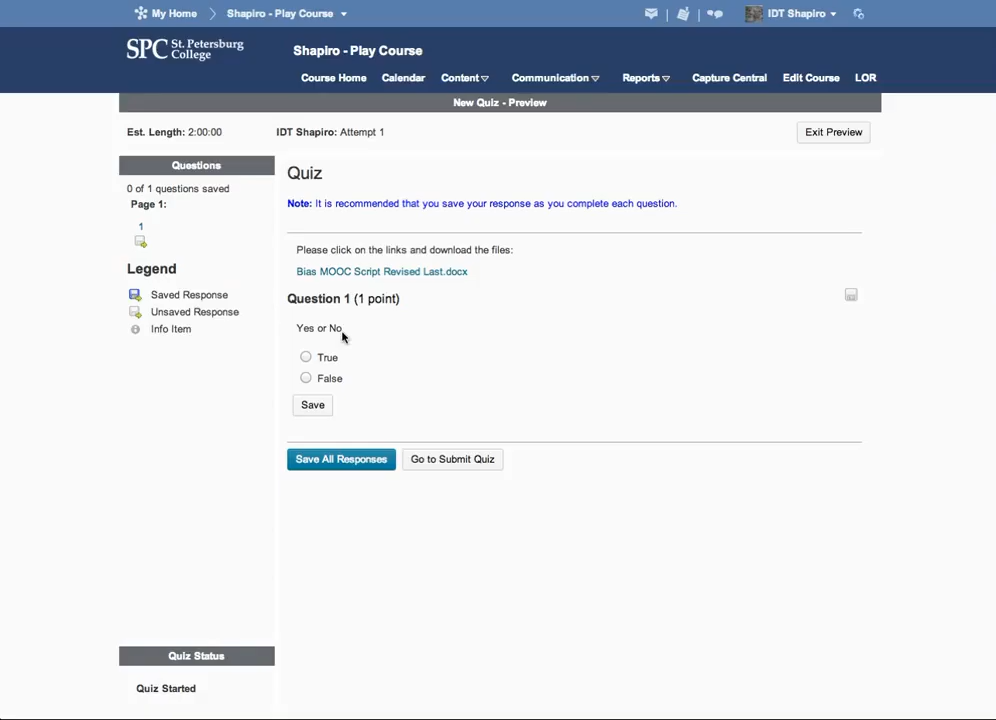 My Home Shapiro - Play Course IDT Shapiro
SPC St. Petersburg College
Shapiro - Play Course
Course Home Calendar Content Communication Reports Capture Central Edit Course LOR
New Quiz - Preview
Est. Length: 2:00:00 IDT Shapiro: Attempt 1 Exit Preview
Questions
0 of 1 questions saved
Page 1:
1
Legend
Saved Response
Unsaved Response
Info Item
Quiz
Note: It is recommended that you save your response as you complete each question.
Please click on the links and download the files:
Bias MOOC Script Revised Last.docx
Question 1 (1 point)
Yes or No
True
False
Save
Save All Responses Go to Submit Quiz
Quiz Status
Quiz Started